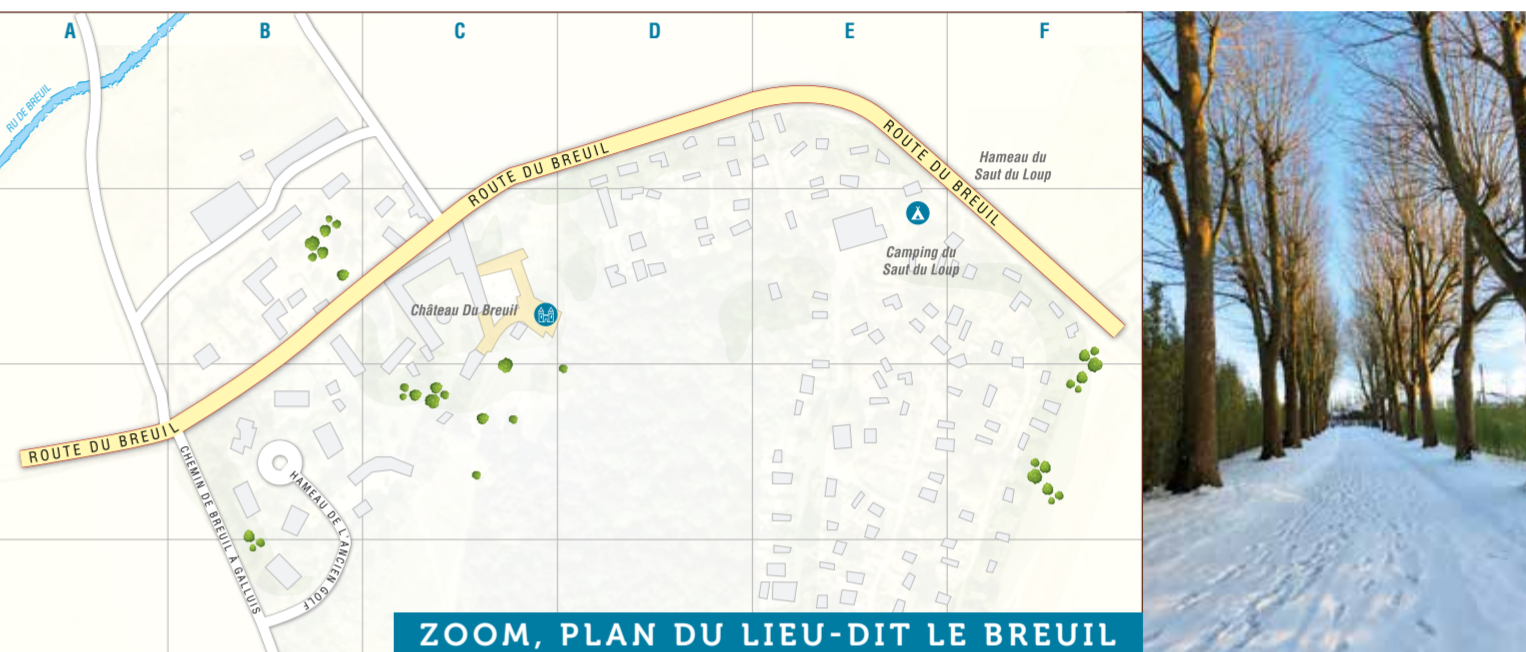 A
B
C
D
E
F
RU DE BREUIL
ROUTE DU BREUIL
ROUTE DU BREUIL
Hameau du
Saut du Loup
Camping du
Saut du Loup
Château Du Breuil
ROUTE DU BREUIL
CHEMIN DE BREUIL A GALLUIS
HAMEAU DE L'ANCIEN GOLF
ZOOM, PLAN DU LIEU-DIT LE BREUIL